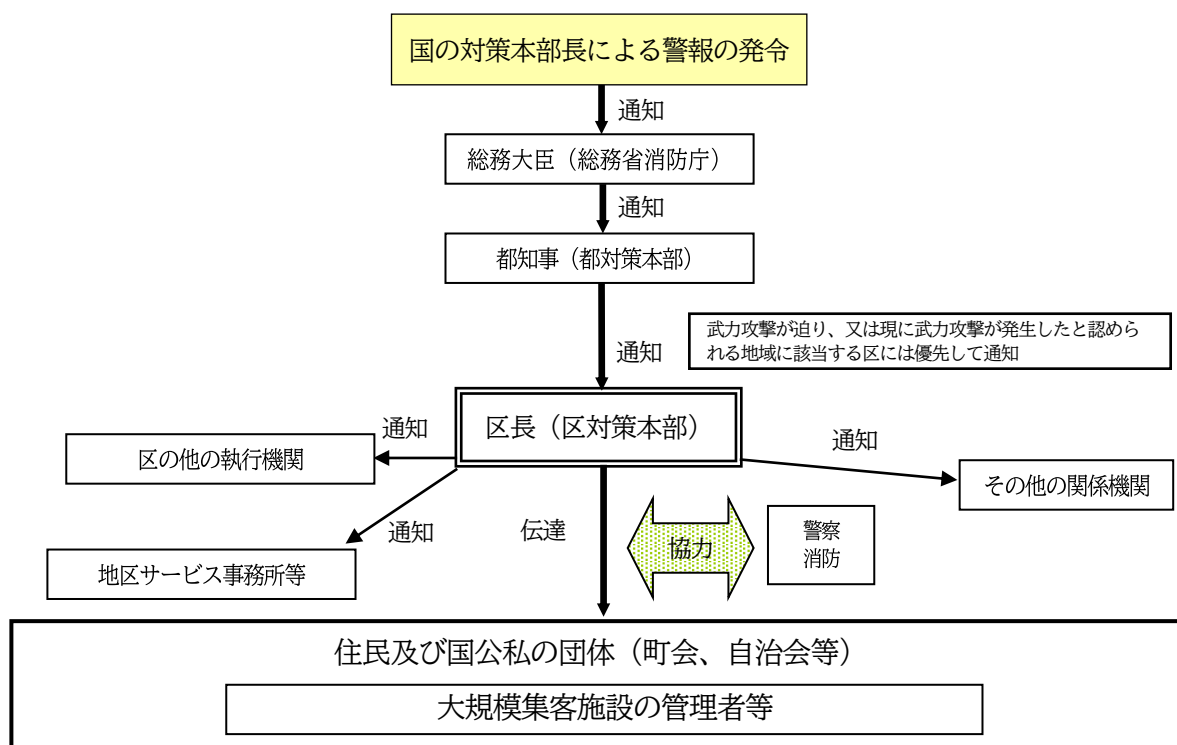 国の対策本部長による警報の発令
通知
総務大臣（総務省消防庁）
通知
都知事（都対策本部）
武力攻撃が迫り、又は現に武力攻撃が発生したと認めら
れる地域に該当する区には優先して通知
通知
区長（区対策本部）
通知
通知
区の他の執行機関
その他の関係機関
通知
伝達
協力
警察
消防
地区サービス事務所等
住民及び国公私の団体（町会、自治会等）
大規模集客施設の管理者等